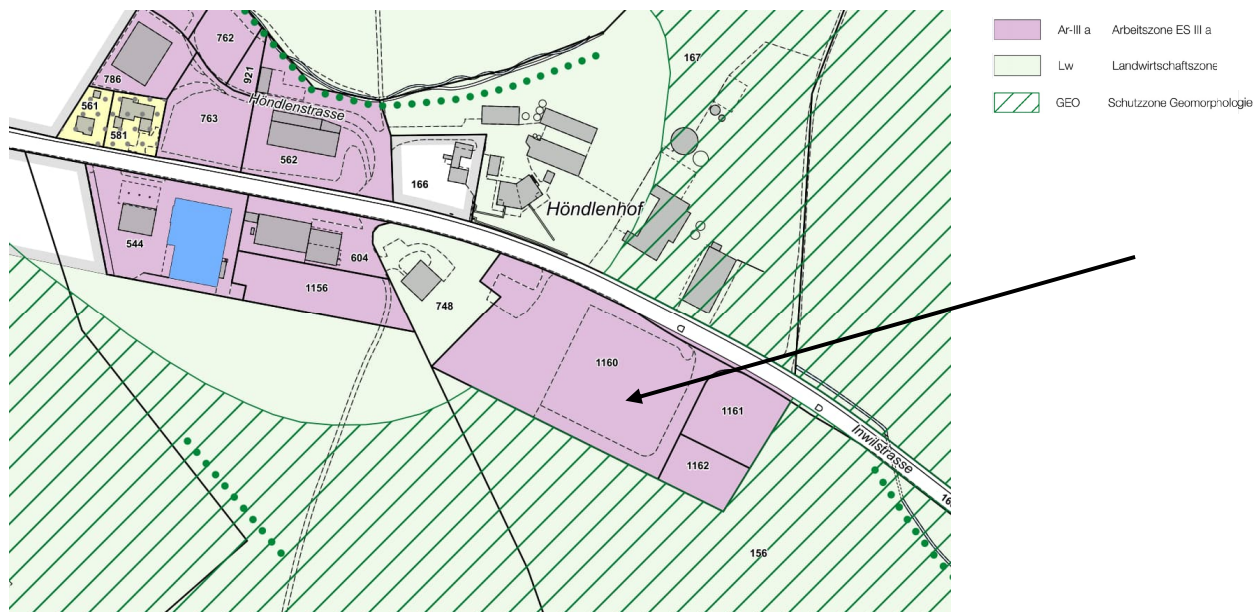 Ar-III a Arbeitszone ES III a
Lw Landwirtschaftszone
GEO Schutzzone Geomorphologie
762
167
786
921
561
Höndlenstrasse
763
581
562
166
Höndlenhof
544
604
1156
748
1160
1161
Inwilstrasse
1162
156